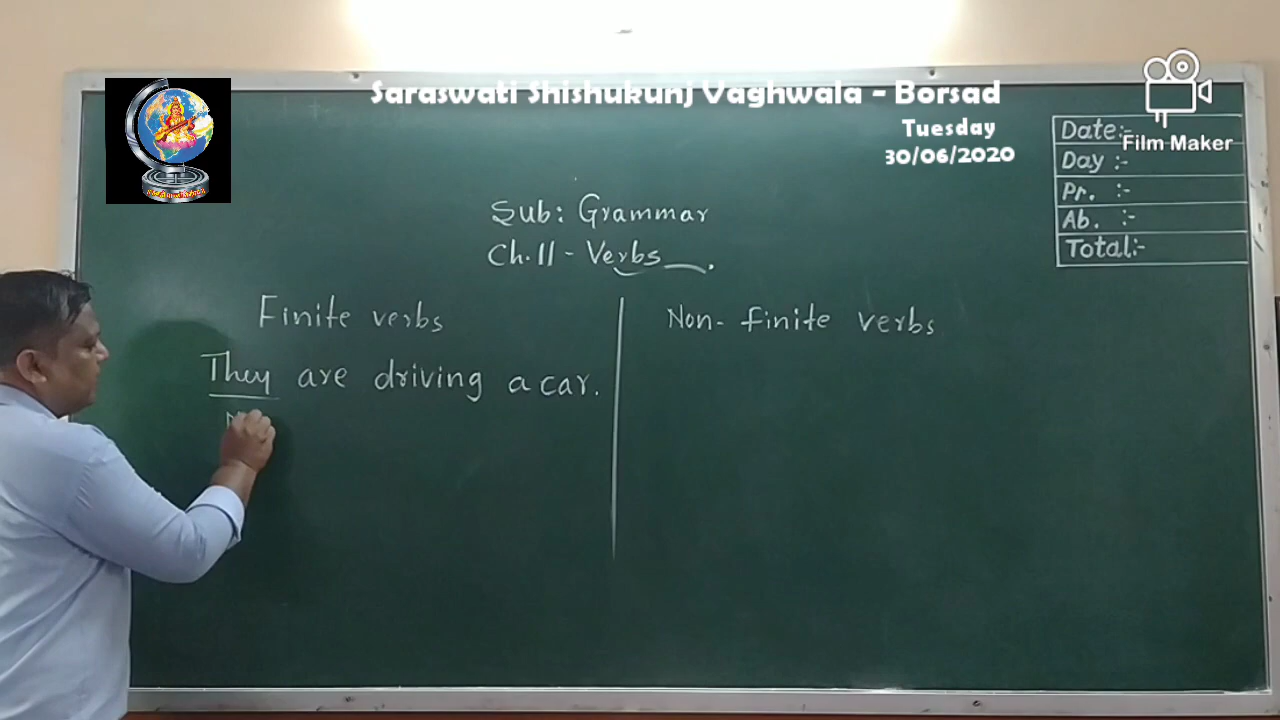 Saraswati Shishukunj Vaghwala - Borsad
Tuesday
30/06/2020
Film Maker
Date:-
Day :-
Pr. :-
Ab. :-
Total:-
Sub: Grammar
Ch.11 - Verbs
Finite verbs
They are driving a car.
Non-finite verbs